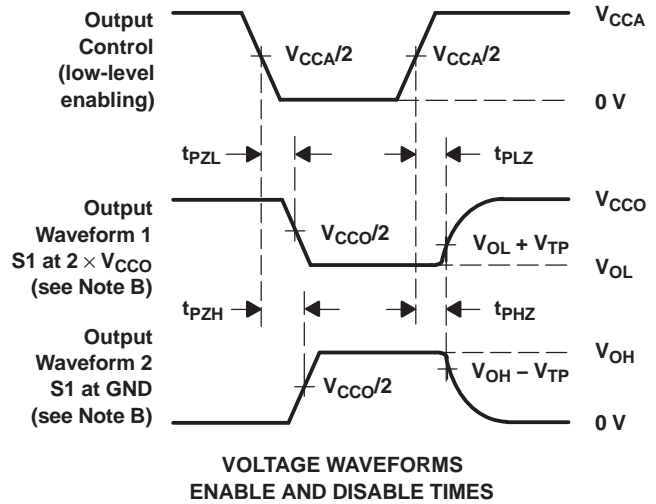 Output
Control
(low-level
enabling)
V_CCA/2
V_CCA/2
V_CCA
0 V
t_PZL
t_PLZ
Output
Waveform 1
S1 at 2 × V_CCO
(see Note B)
V_CCO/2
V_CCO
V_OL + V_TP
V_OL
t_PZH
t_PHZ
Output
Waveform 2
S1 at GND
(see Note B)
V_CCO/2
V_OH
V_OH − V_TP
0 V
VOLTAGE WAVEFORMS
ENABLE AND DISABLE TIMES